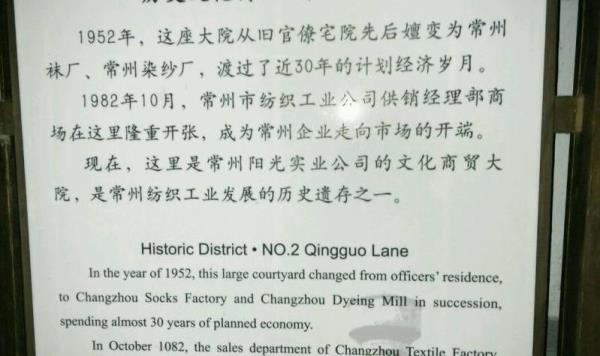 1952年，这座大院从旧官僚宅院先后嬗变为常州
袜厂、常州染纱厂，渡过了近30年的计划经济岁月。
1982年10月，常州市纺织工业公司供销经理部商
场在这里隆重开张，成为常州企业走向市场的开端。
现在，这里是常州阳光实业公司的文化商贸大
院，是常州纺织工业发展的历史遗存之一。
Historic District • NO.2 Qingguo Lane
In the year of 1952, this large courtyard changed from officers' residence,
to Changzhou Socks Factory and Changzhou Dyeing Mill in succession,
spending almost 30 years of planned economy.
In October 1082, the sales department of Changzhou Textile Factory